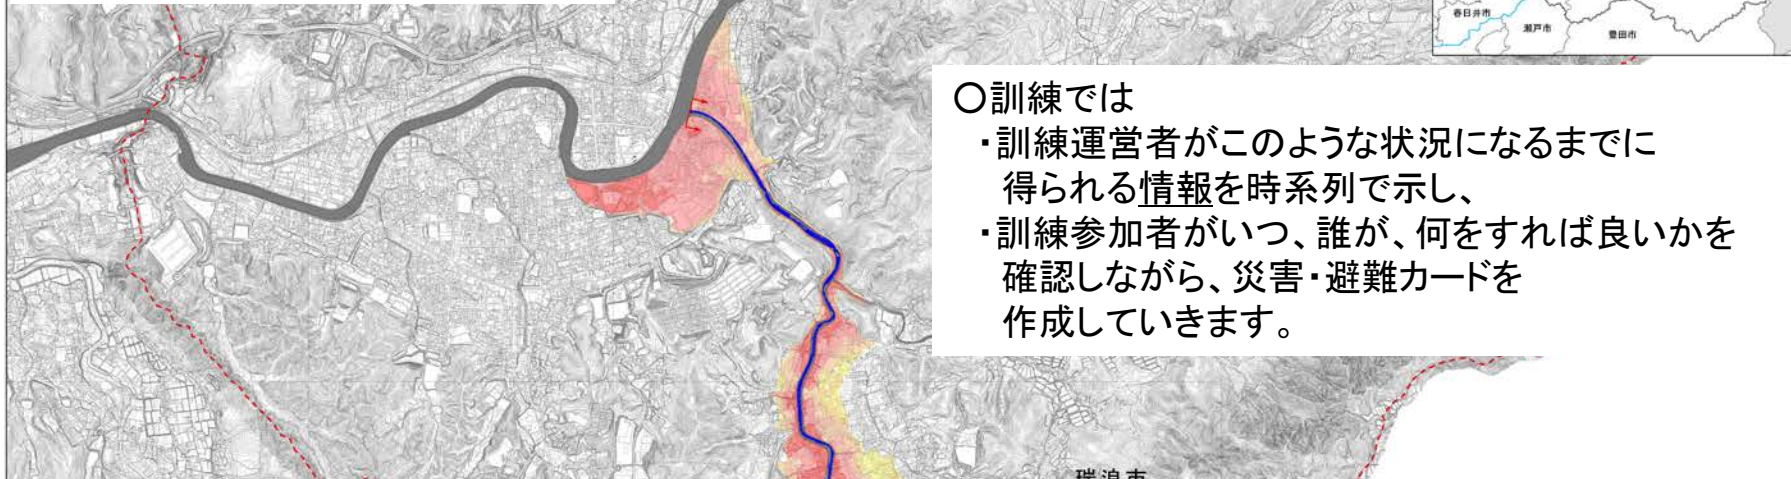 春日井市
瀬戸市
豊田市
〇訓練では
・訓練運営者がこのような状況になるまでに
得られる情報を時系列で示し、
・訓練参加者がいつ、誰が、何をすれば良いかを
確認しながら、災害・避難カードを
作成していきます。
瑞浪市